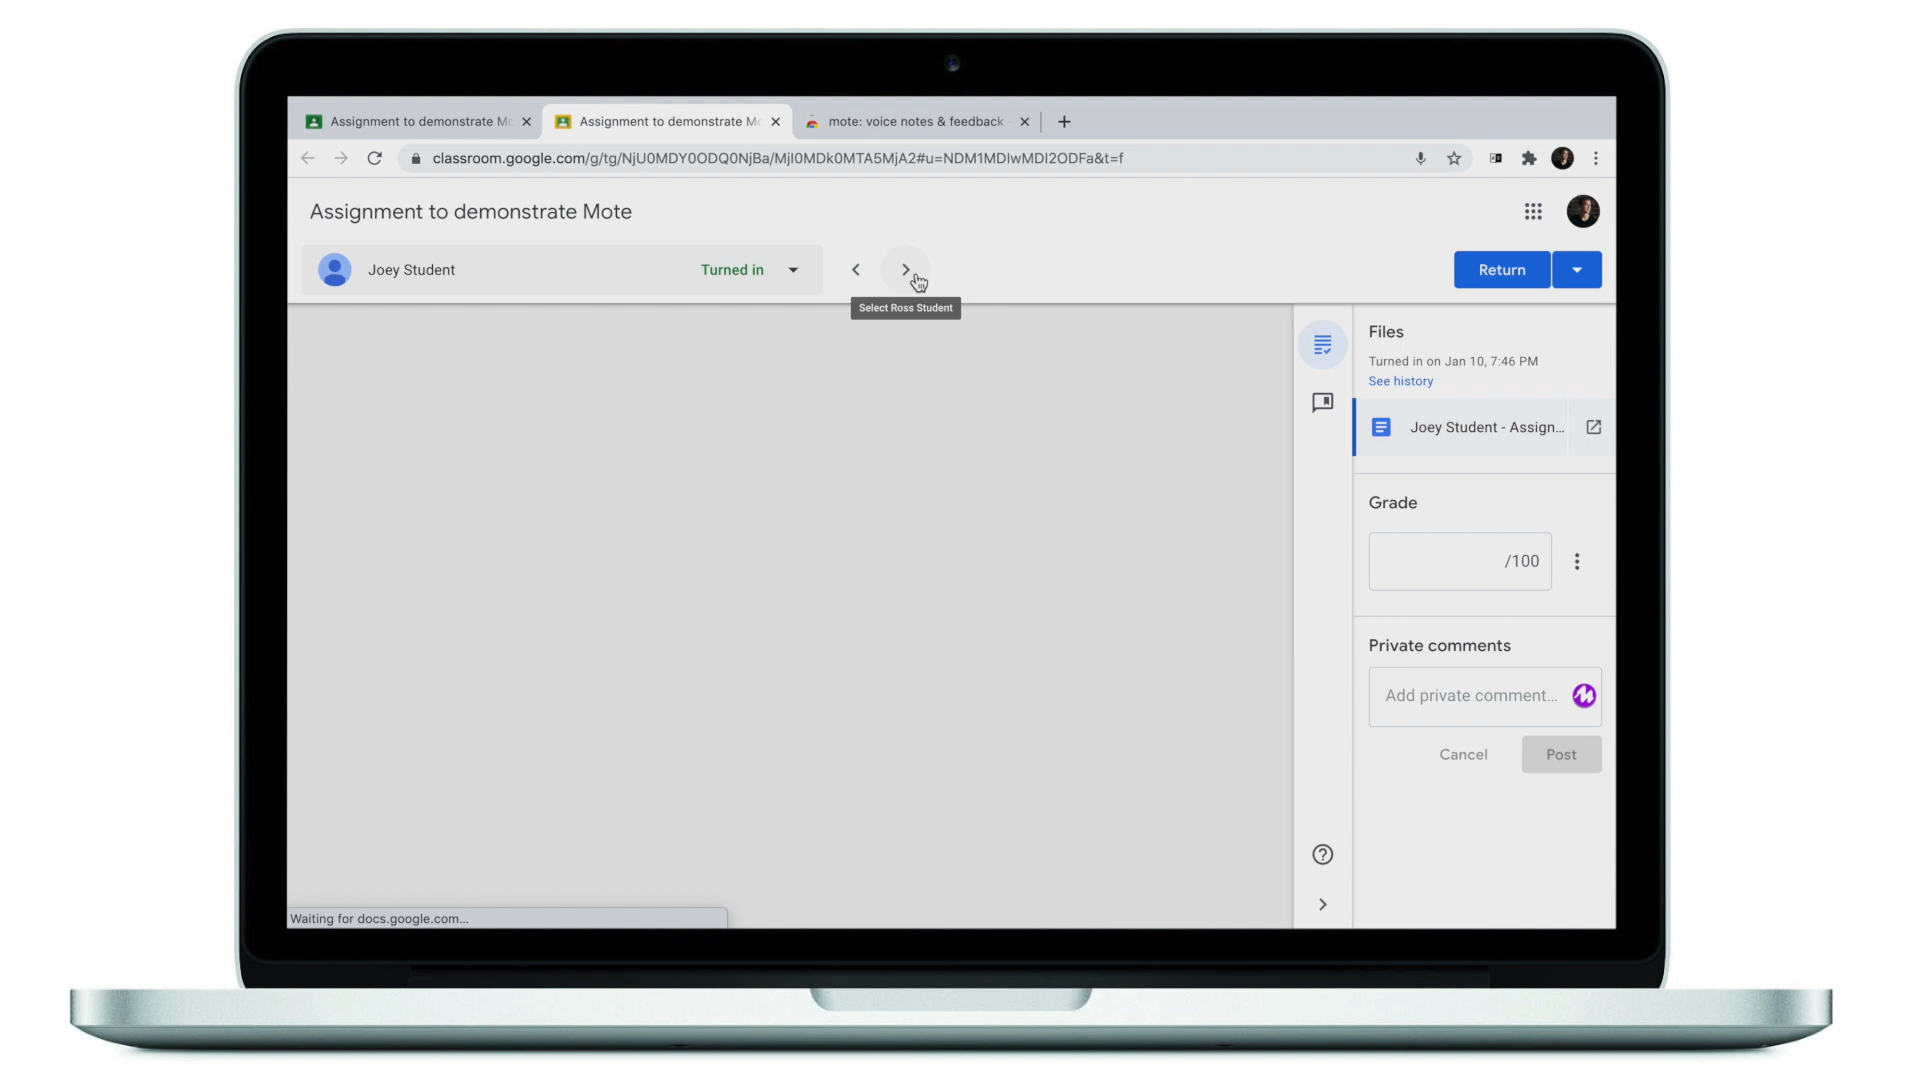 Assignment to demonstrate Mo
Assignment to demonstrate Mo
mote: voice notes & feedback
classroom.google.com/g/tg/NjU0MDY0ODQ0NjBa/MjI0MDk0MTA5MjA2#u=NDM1MDIwMDI2ODFa&t=f
Assignment to demonstrate Mote
Joey Student
Turned in
Return
Select Ross Student
Files
Turned in on Jan 10, 7:46 PM
See history
Joey Student - Assign...
Grade
/100
Private comments
Add private comment...
Cancel
Post
Waiting for docs.google.com...